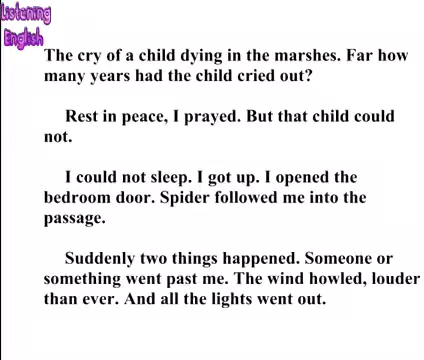 Listening
English
The cry of a child dying in the marshes. Far how
many years had the child cried out?
Rest in peace, I prayed. But that child could
not.
I could not sleep. I got up. I opened the
bedroom door. Spider followed me into the
passage.
Suddenly two things happened. Someone or
something went past me. The wind howled, louder
than ever. And all the lights went out.